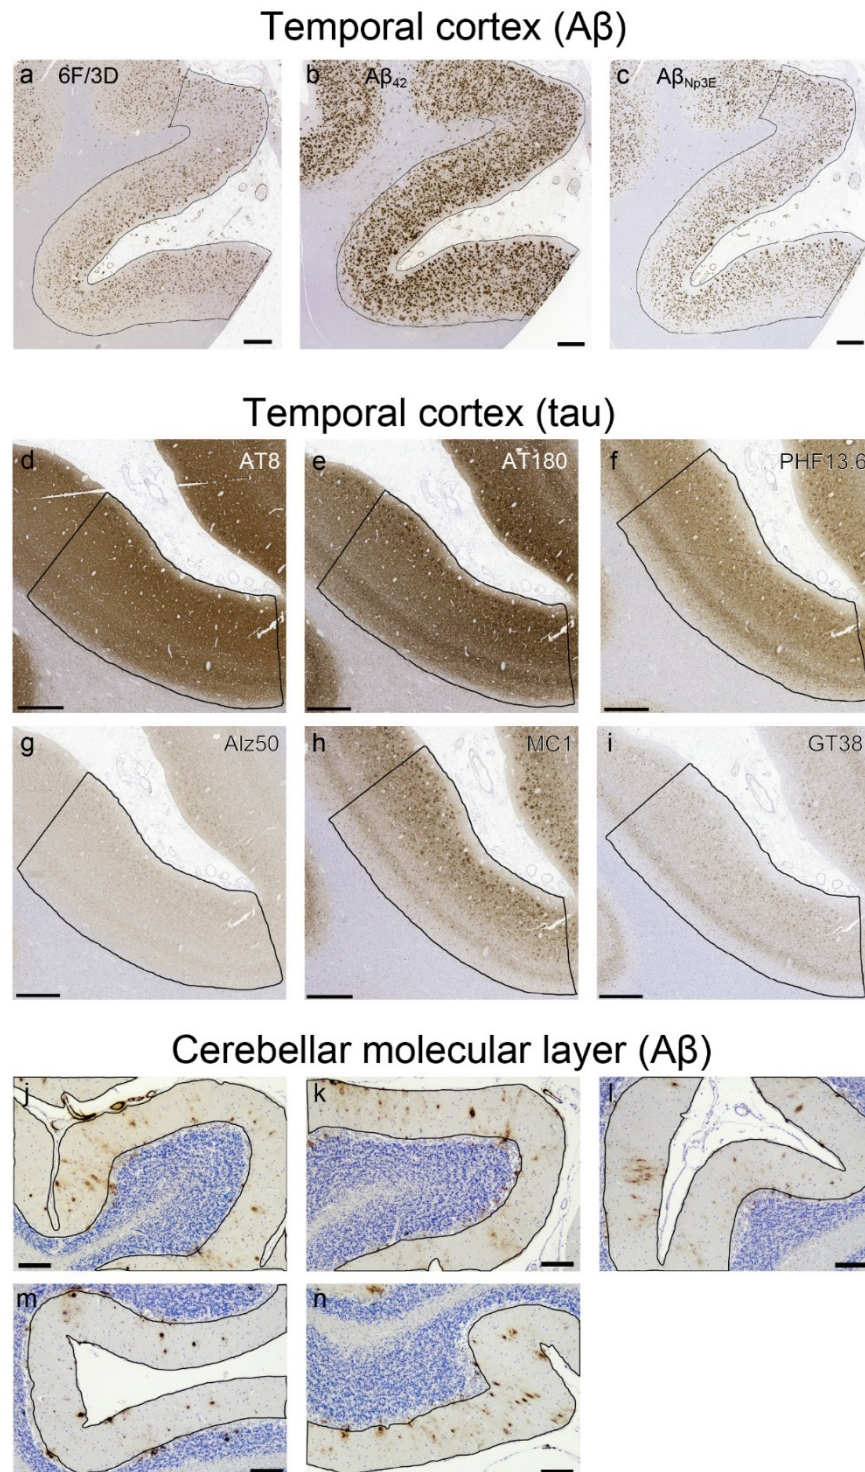 Temporal cortex (Aβ)
a 6F/3D b Aβ42 c AβNp3E
Temporal cortex (tau)
d AT8 e AT180 f PHF13.6
g Alz50 h MC1 i GT38
Cerebellar molecular layer (Aβ)
j k l
m n